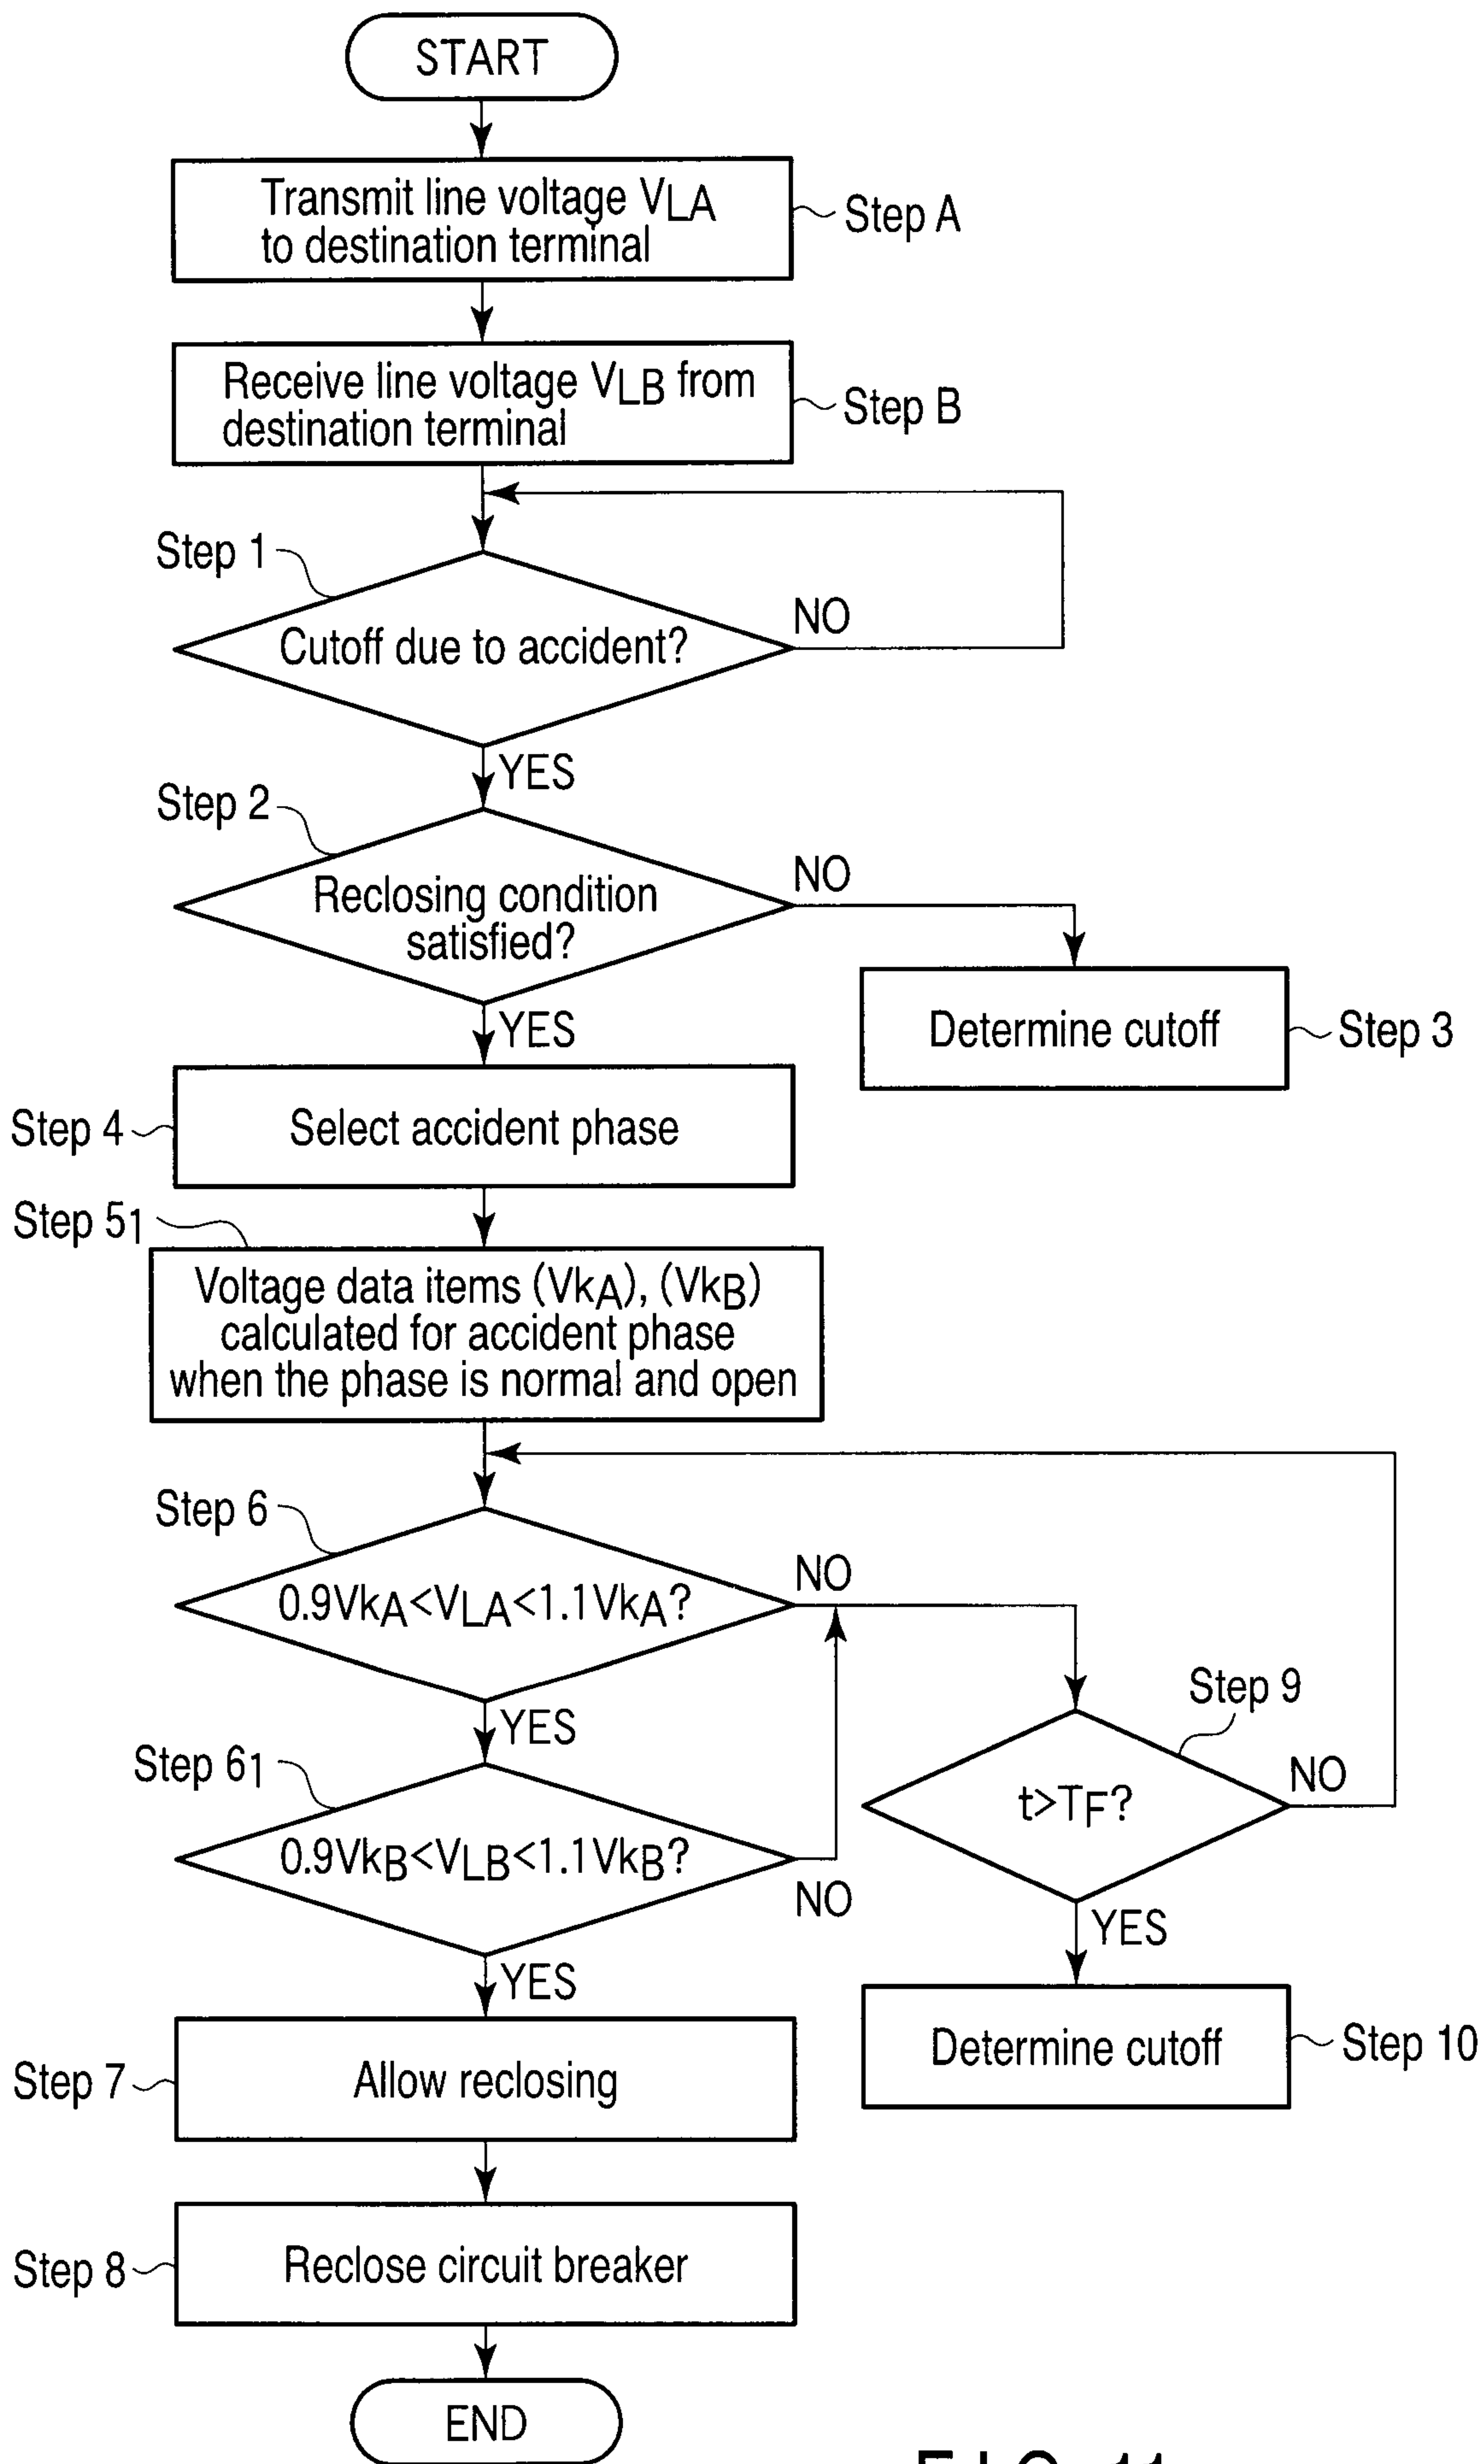 START
Transmit line voltage VLA
to destination terminal
Step A
Receive line voltage VLB from
destination terminal
Step B
Step 1
Cutoff due to accident?
NO
YES
Step 2
Reclosing condition
satisfied?
NO
YES
Determine cutoff
Step 3
Step 4
Select accident phase
Step 51
Voltage data items (VkA), (VkB)
calculated for accident phase
when the phase is normal and open
Step 6
0.9VkA<VLA<1.1VkA?
NO
YES
Step 9
t>TF?
NO
YES
Step 61
0.9VkB<VLB<1.1VkB?
NO
YES
Determine cutoff
Step 10
Step 7
Allow reclosing
Step 8
Reclose circuit breaker
END
FIG. 11